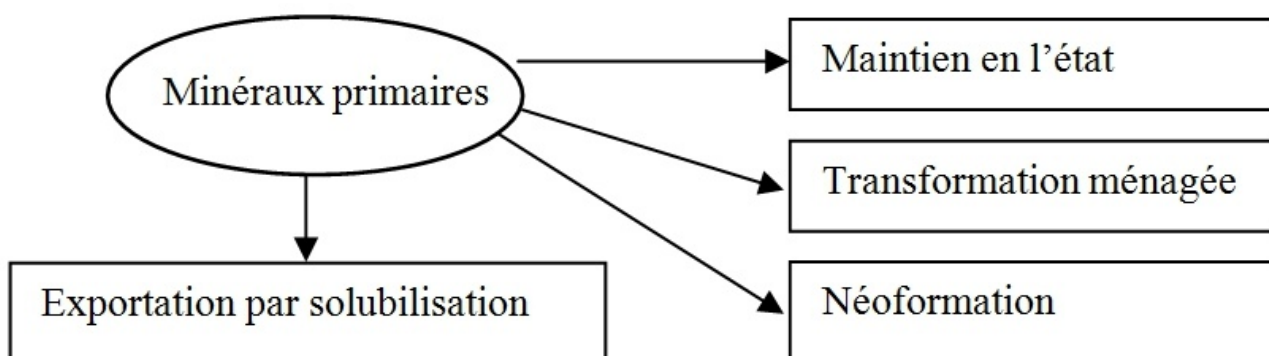 Minéraux primaires
Maintien en l’état
Transformation ménagée
Néoformation
Exportation par solubilisation